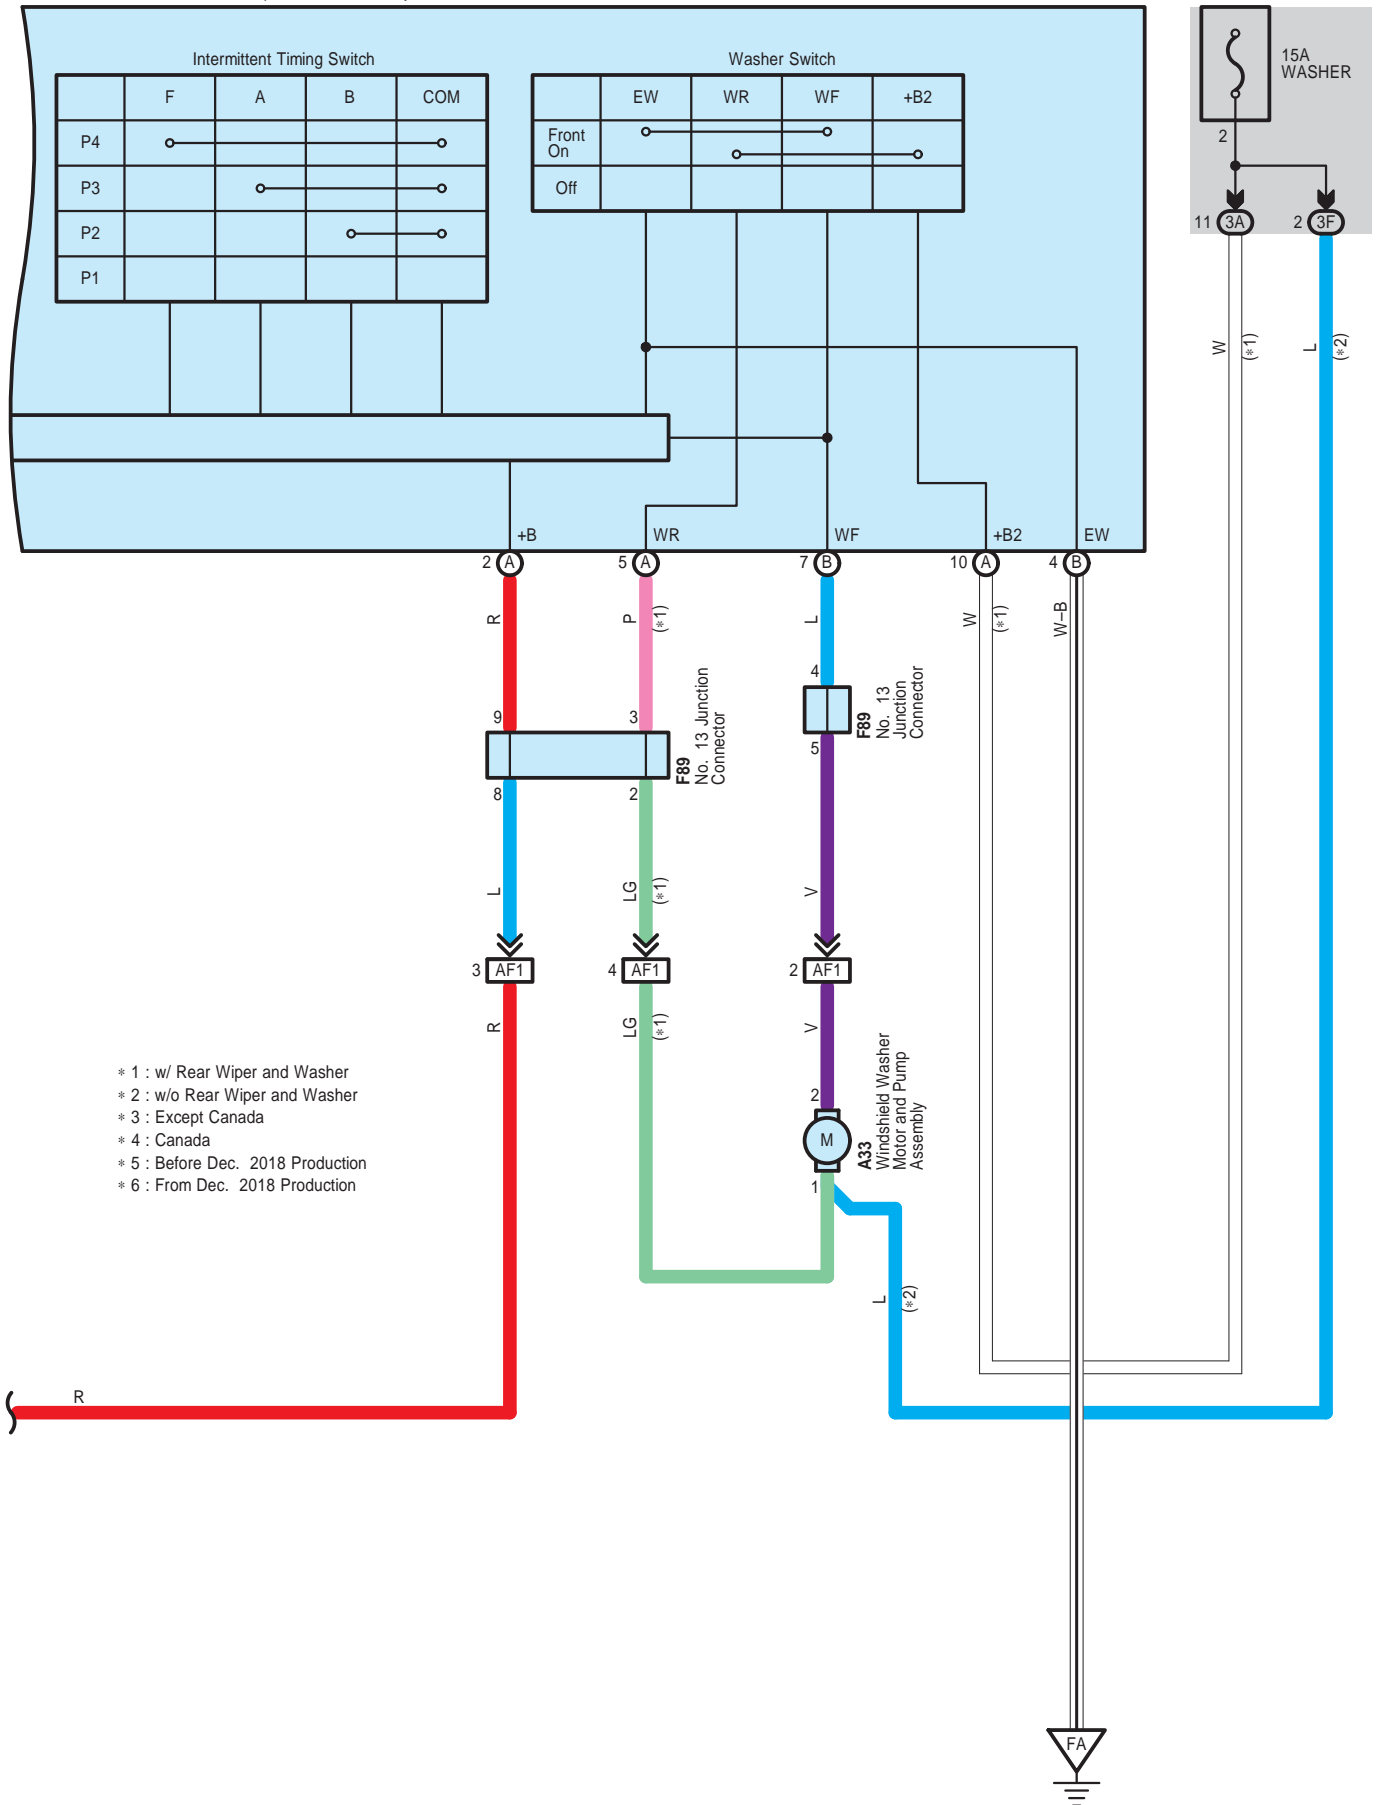 Intermittent Timing Switch
F A B COM
P4
P3
P2
P1
Washer Switch
EW WR WF +B2
Front
On
Off
15A
WASHER
2
11 3A
2 3F
W
(*1)
L
(*2)
+B
WR
WF
+B2
EW
2 A
5 A
7 B
10 A
4 B
R
P
(*1)
L
W
(*1)
W-B
9
3
F89
No. 13 Junction
Connector
8
2
4
F89
No. 13
Junction
Connector
5
L
LG
(*1)
V
3 AF1
4 AF1
2 AF1
R
LG
(*1)
V
* 1 : w/ Rear Wiper and Washer
* 2 : w/o Rear Wiper and Washer
* 3 : Except Canada
* 4 : Canada
* 5 : Before Dec. 2018 Production
* 6 : From Dec. 2018 Production
2
M
1
A33
Windshield Washer
Motor and Pump
Assembly
L
(*2)
R
FA